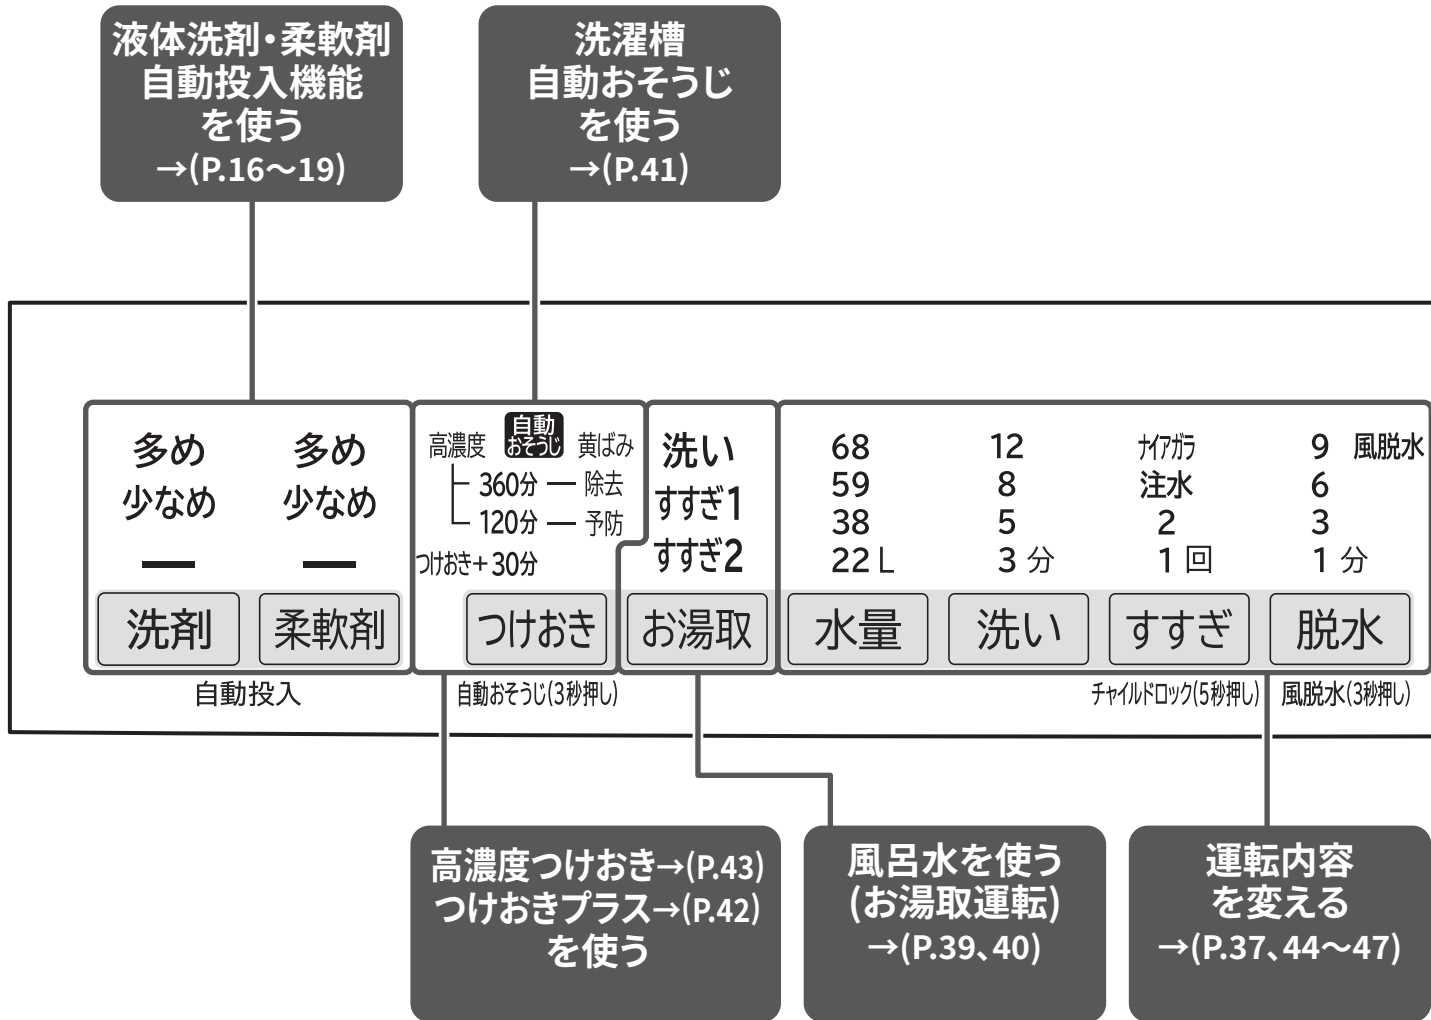 液体洗剤・柔軟剤
自動投入機能
を使う
→(P.16～19)
洗濯槽
自動おそうじ
を使う
→(P.41)
多め
少なめ
洗剤
多め
少なめ
柔軟剤
自動投入
自動
おそうじ
高濃度
黄ばみ
360分 — 除去
120分 — 予防
つけおき+30分
つけおき
自動おそうじ(3秒押し)
洗い
すすぎ1
すすぎ2
お湯取
68
59
38
22 L
水量
12
8
5
3 分
洗い
ナイアガラ
注水
2
1 回
すすぎ
チャイルドロック(5秒押し)
9 風脱水
6
3
1 分
脱水
風脱水(3秒押し)
高濃度つけおき→(P.43)
つけおきプラス→(P.42)
を使う
風呂水を使う
(お湯取運転)
→(P.39、40)
運転内容
を変える
→(P.37、44～47)